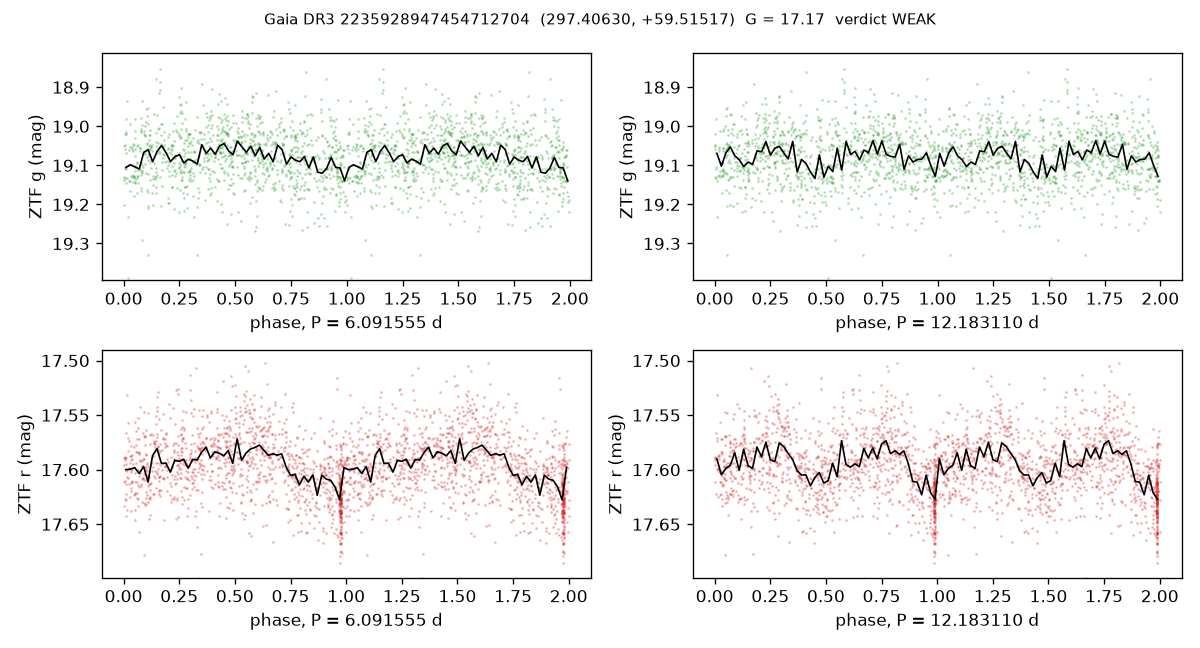 Gaia DR3 2235928947454712704 (297.40630, +59.51517) G = 17.17 verdict WEAK
ZTF g (mag)
18.9
19.0
19.1
19.2
19.3
0.00 0.25 0.50 0.75 1.00 1.25 1.50 1.75 2.00
phase, P = 6.091555 d
ZTF g (mag)
18.9
19.0
19.1
19.2
19.3
0.00 0.25 0.50 0.75 1.00 1.25 1.50 1.75 2.00
phase, P = 12.183110 d
ZTF r (mag)
17.50
17.55
17.60
17.65
0.00 0.25 0.50 0.75 1.00 1.25 1.50 1.75 2.00
phase, P = 6.091555 d
ZTF r (mag)
17.50
17.55
17.60
17.65
0.00 0.25 0.50 0.75 1.00 1.25 1.50 1.75 2.00
phase, P = 12.183110 d